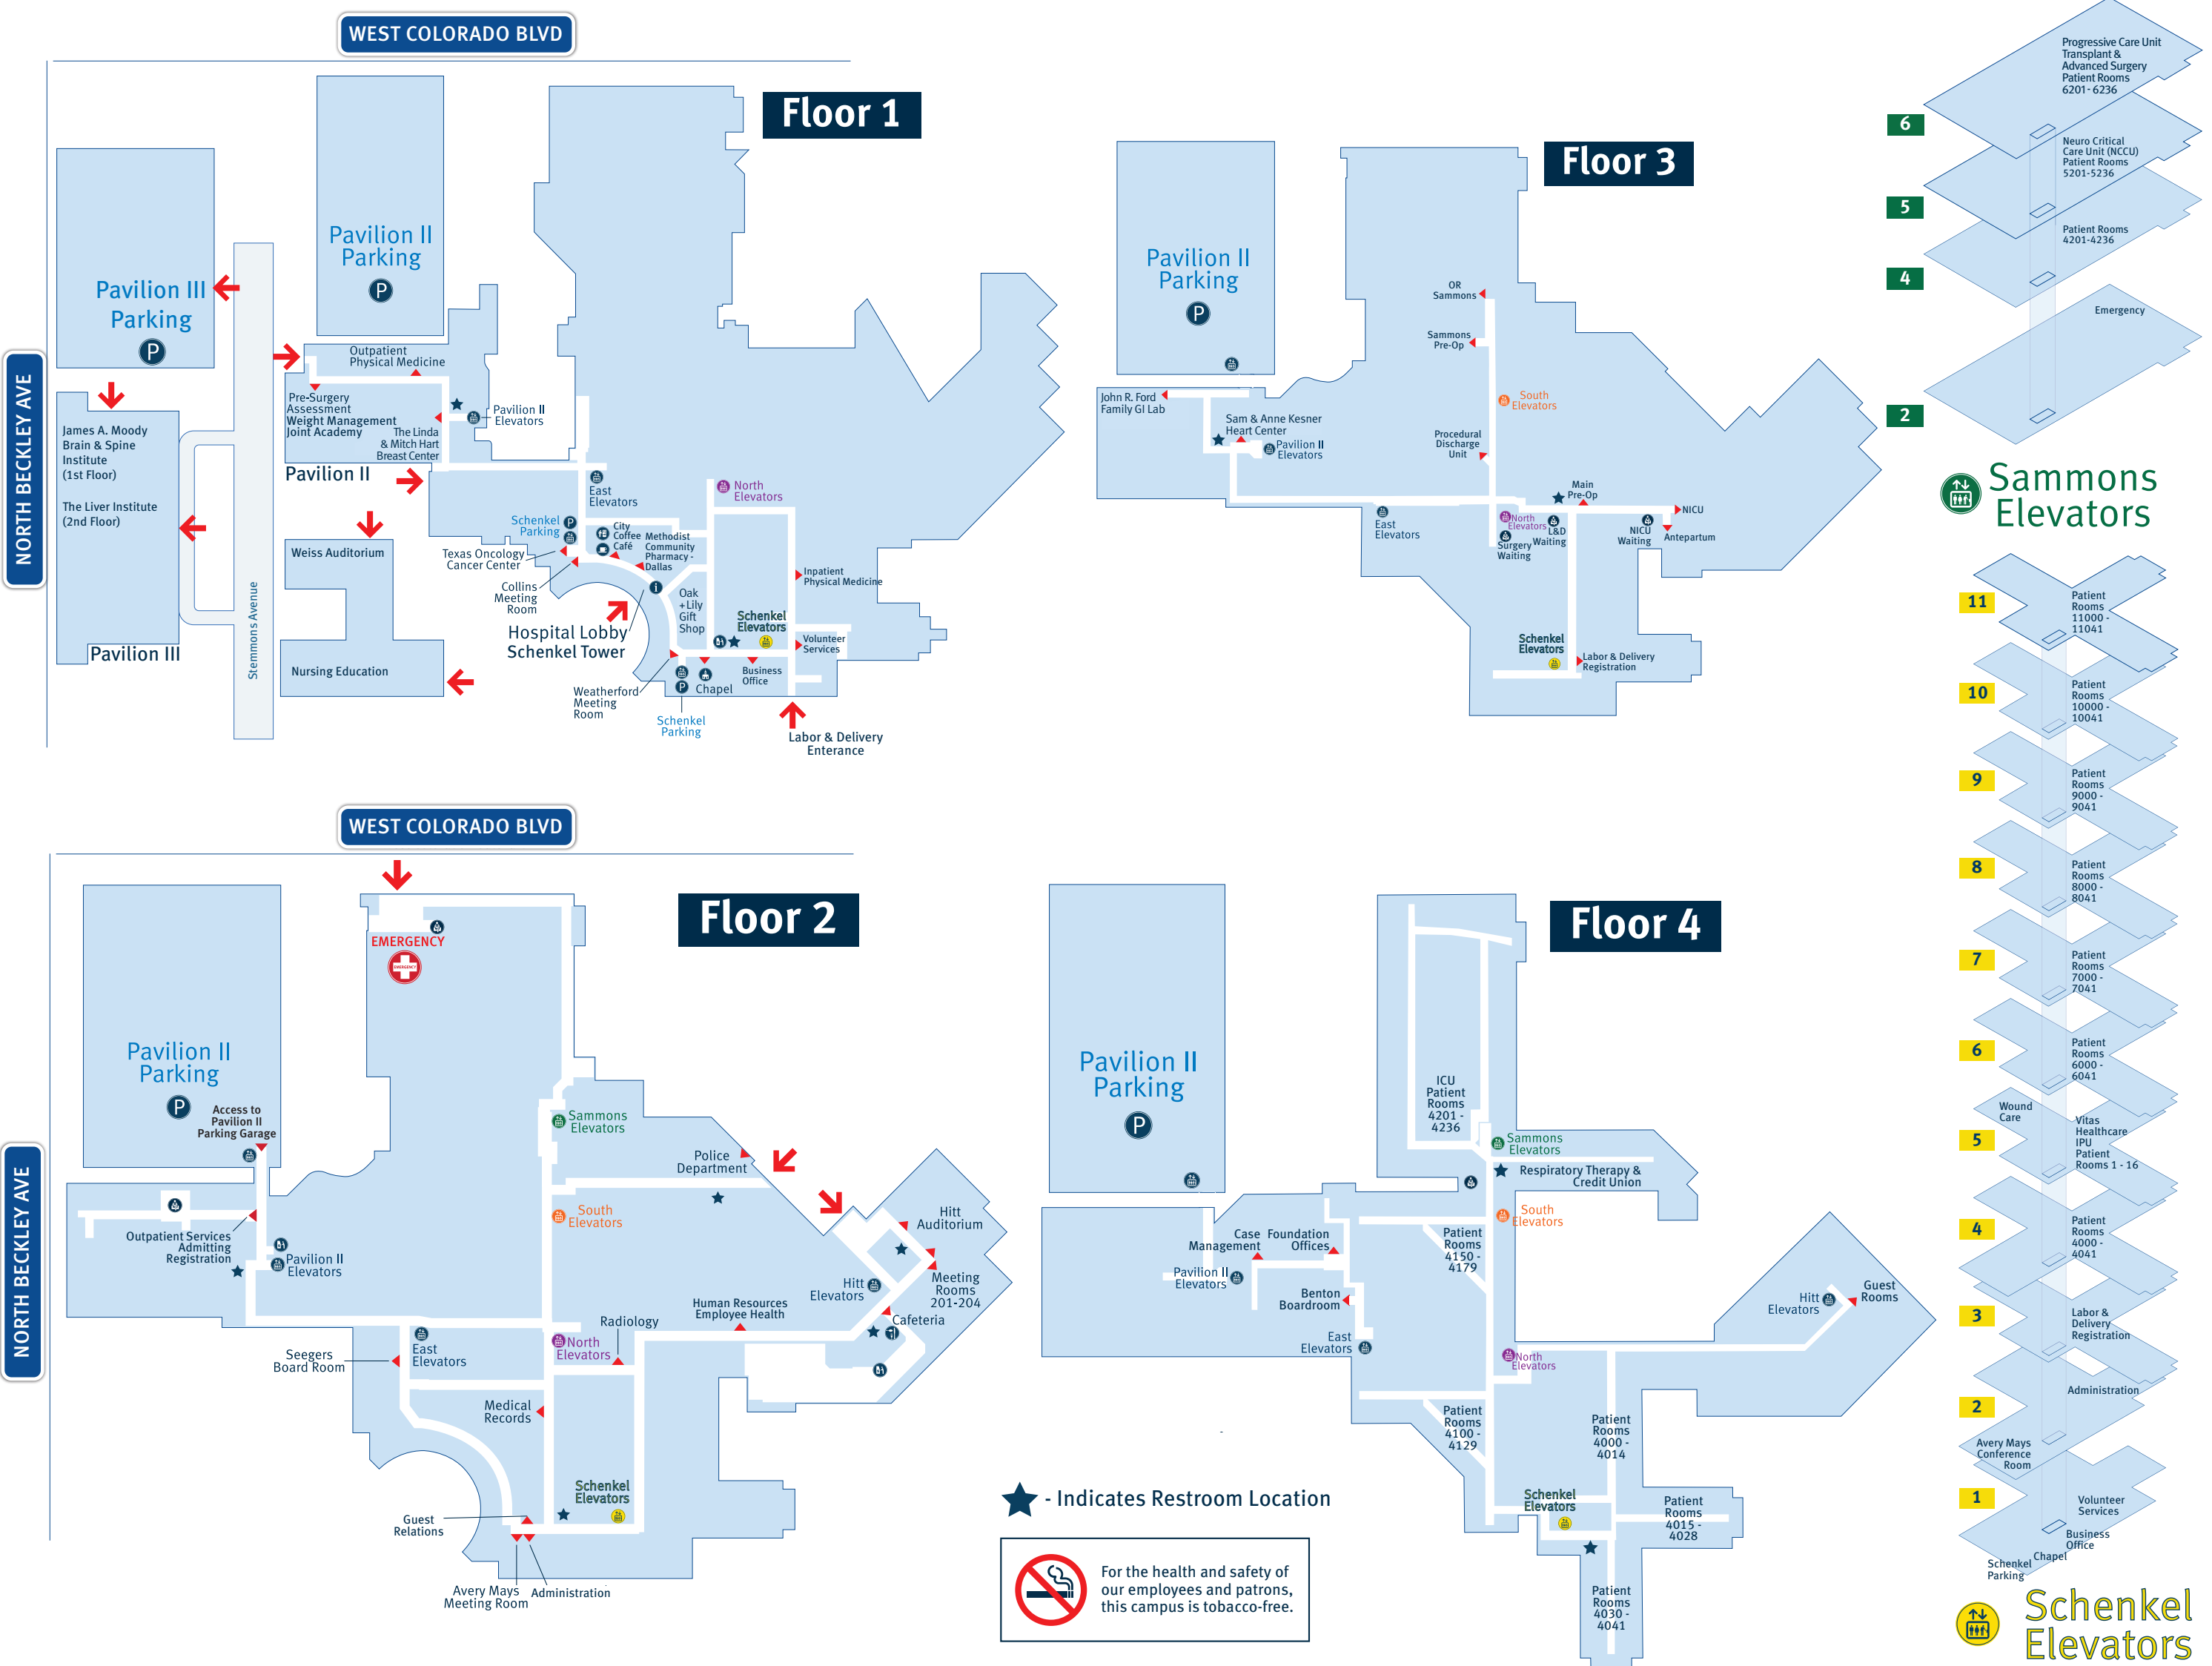 WEST COLORADO BLVD
NORTH BECKLEY AVE
Floor 1
Pavilion III
Parking
P
Pavilion II
Parking
P
James A. Moody
Brain & Spine
Institute
(1st Floor)
The Liver Institute
(2nd Floor)
Pavilion III
Stemmons Avenue
Outpatient
Physical Medicine
Pre-Surgery
Assessment
Weight Management
Joint Academy
The Linda
& Mitch Hart
Breast Center
Pavilion II
Elevators
Pavilion II
Weiss Auditorium
Nursing Education
East
Elevators
North
Elevators
Schenkel
Parking
P
City
Coffee
Café
Methodist
Community
Pharmacy -
Dallas
Texas Oncology
Cancer Center
Collins
Meeting
Room
i
Oak
+Lily
Gift
Shop
Inpatient
Physical Medicine
Hospital Lobby
Schenkel Tower
Schenkel
Elevators
Volunteer
Services
Weatherford
Meeting
Room
P
Chapel
Business
Office
Schenkel
Parking
Labor & Delivery
Enterance
Floor 3
Pavilion II
Parking
P
John R. Ford
Family GI Lab
Sam & Anne Kesner
Heart Center
Pavilion II
Elevators
OR
Sammons
Sammons
Pre-Op
South
Elevators
Procedural
Discharge
Unit
Main
Pre-Op
NICU
East
Elevators
North
Elevators
L&D
Waiting
Surgery
Waiting
NICU
Waiting
Antepartum
Schenkel
Elevators
Labor & Delivery
Registration
WEST COLORADO BLVD
NORTH BECKLEY AVE
Floor 2
EMERGENCY
EMERGENCY
Pavilion II
Parking
P
Access to
Pavilion II
Parking Garage
Outpatient Services
Admitting
Registration
Pavilion II
Elevators
Sammons
Elevators
Police
Department
South
Elevators
Hitt
Auditorium
Hitt
Elevators
Meeting
Rooms
201-204
Human Resources
Employee Health
Cafeteria
Radiology
North
Elevators
East
Elevators
Seegers
Board Room
Medical
Records
Schenkel
Elevators
Guest
Relations
Avery Mays
Meeting Room
Administration
Floor 4
Pavilion II
Parking
P
ICU
Patient
Rooms
4201 -
4236
Sammons
Elevators
Respiratory Therapy &
Credit Union
South
Elevators
Case
Management
Foundation
Offices
Pavilion II
Elevators
Benton
Boardroom
East
Elevators
Patient
Rooms
4150 -
4179
Hitt
Elevators
Guest
Rooms
North
Elevators
Patient
Rooms
4100 -
4129
Patient
Rooms
4000 -
4014
Schenkel
Elevators
Patient
Rooms
4015 -
4028
Patient
Rooms
4030 -
4041
- Indicates Restroom Location
For the health and safety of
our employees and patrons,
this campus is tobacco-free.
Progressive Care Unit
Transplant &
Advanced Surgery
Patient Rooms
6201-6236
6
Neuro Critical
Care Unit (NCCU)
Patient Rooms
5201-5236
5
Patient Rooms
4201-4236
4
Emergency
2
Sammons
Elevators
11
Patient
Rooms
11000 -
11041
10
Patient
Rooms
10000 -
10041
9
Patient
Rooms
9000 -
9041
8
Patient
Rooms
8000 -
8041
7
Patient
Rooms
7000 -
7041
6
Patient
Rooms
6000 -
6041
5
Wound
Care
Vitas
Healthcare
IPU
Patient
Rooms 1 - 16
4
Patient
Rooms
4000 -
4041
3
Labor &
Delivery
Registration
2
Administration
Avery Mays
Conference
Room
1
Volunteer
Services
Business
Office
Chapel
Schenkel
Parking
Schenkel
Elevators